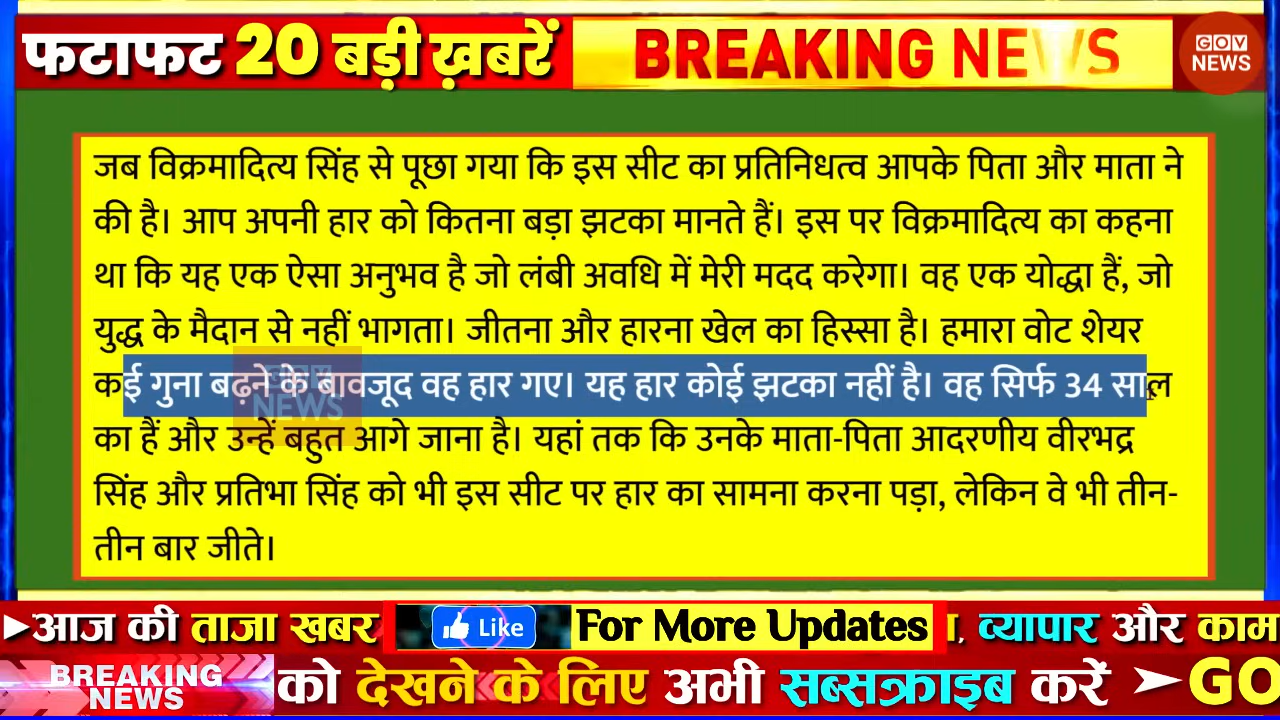 फटाफट 20 बड़ी ख़बरें BREAKING NEWS GOV NEWS
जब विक्रमादित्य सिंह से पूछा गया कि इस सीट का प्रतिनिधत्व आपके पिता और माता ने
की है। आप अपनी हार को कितना बड़ा झटका मानते हैं। इस पर विक्रमादित्य का कहना
था कि यह एक ऐसा अनुभव है जो लंबी अवधि में मेरी मदद करेगा। वह एक योद्धा हैं, जो
युद्ध के मैदान से नहीं भागता। जीतना और हारना खेल का हिस्सा है। हमारा वोट शेयर
कई गुना बढ़ने के बावजूद वह हार गए। यह हार कोई झटका नहीं है। वह सिर्फ 34 साल
का हैं और उन्हें बहुत आगे जाना है। यहां तक कि उनके माता-पिता आदरणीय वीरभद्र
सिंह और प्रतिभा सिंह को भी इस सीट पर हार का सामना करना पड़ा, लेकिन वे भी तीन-
तीन बार जीते।
GOV NEWS
आज की ताजा खबर Like For More Updates , व्यापार और काम
BREAKING NEWS को देखने के लिए अभी सब्सक्राइब करें GO